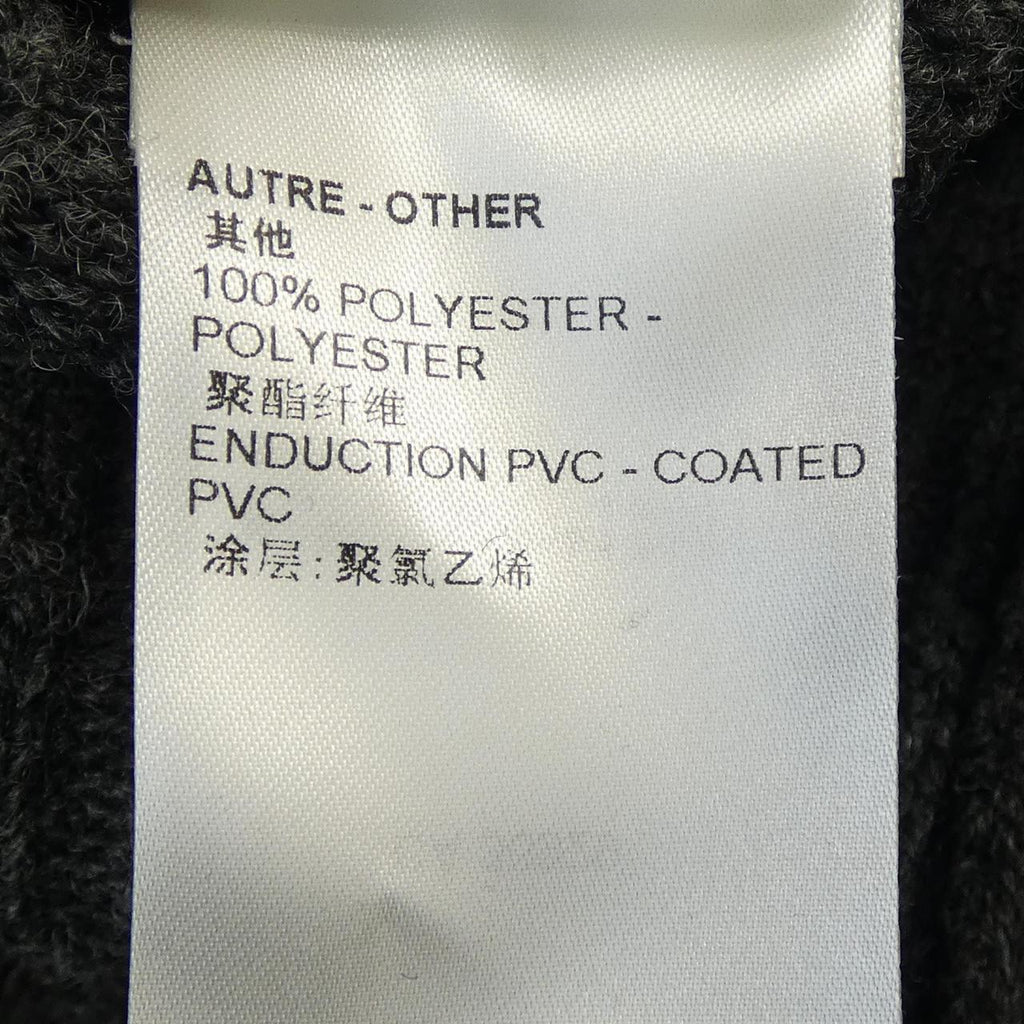 AUTRE - OTHER
其他
100% POLYESTER -
POLYESTER
聚酯纤维
ENDUCTION PVC - COATED
PVC
涂层:聚氯乙烯